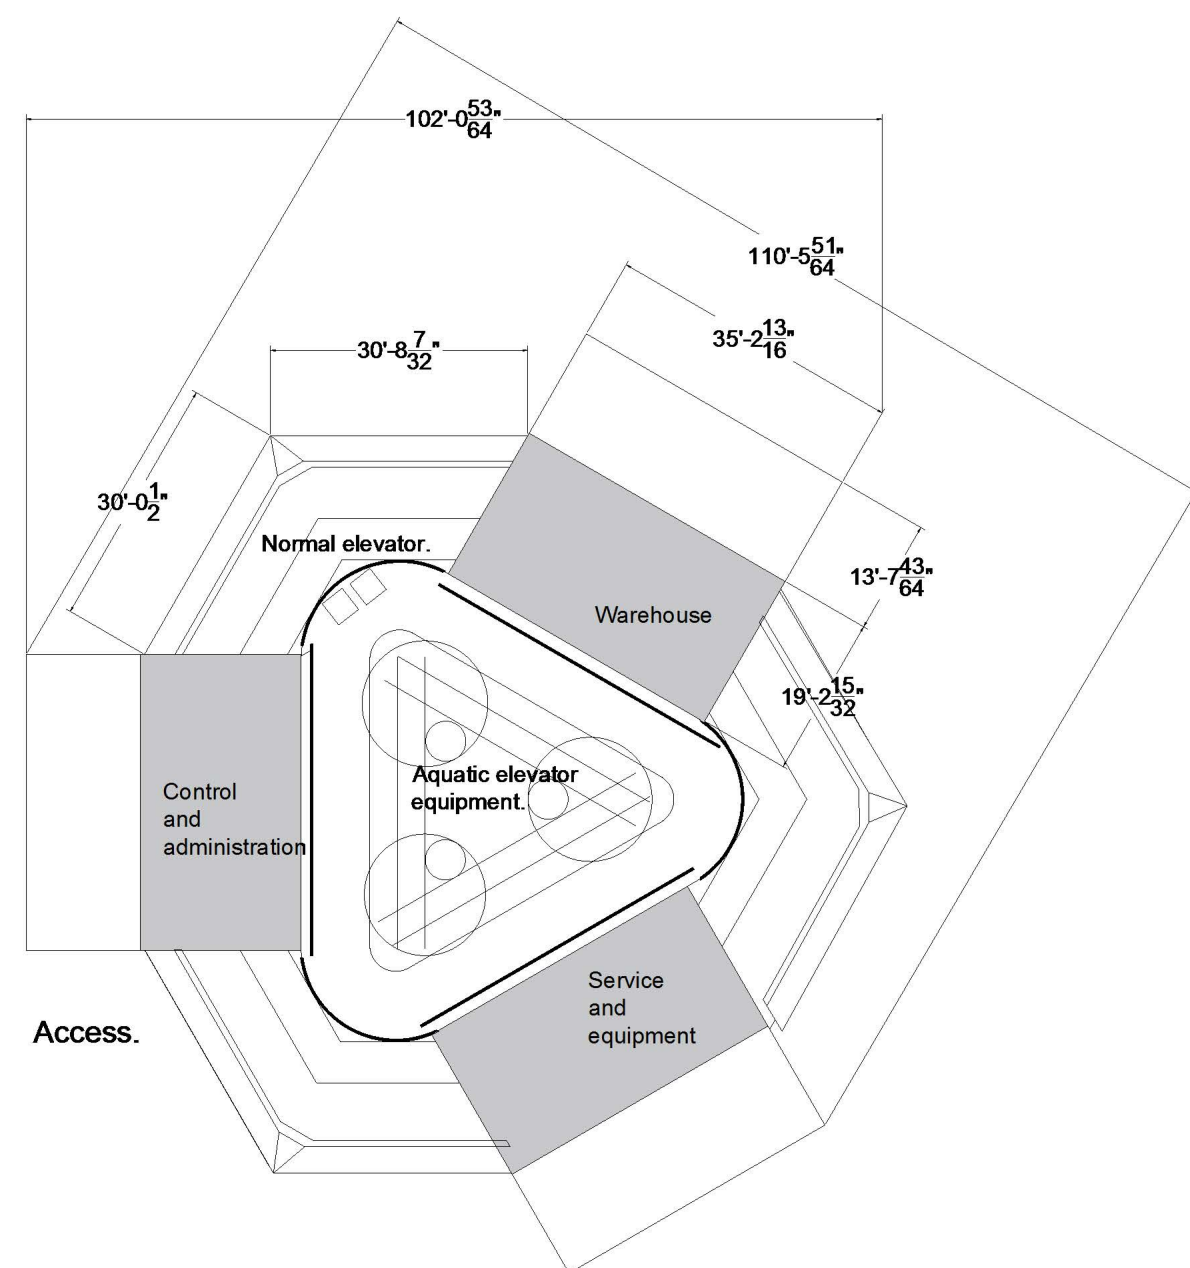 102'-0 53/64"
110'-5 51/64"
35'-2 13/16"
30'-8 7/32"
30'-0 1/2"
Normal elevator.
13'-7 43/64"
Warehouse
19'-2 15/32"
Aquatic elevator
equipment.
Control
and
administration
Service
and
equipment
Access.